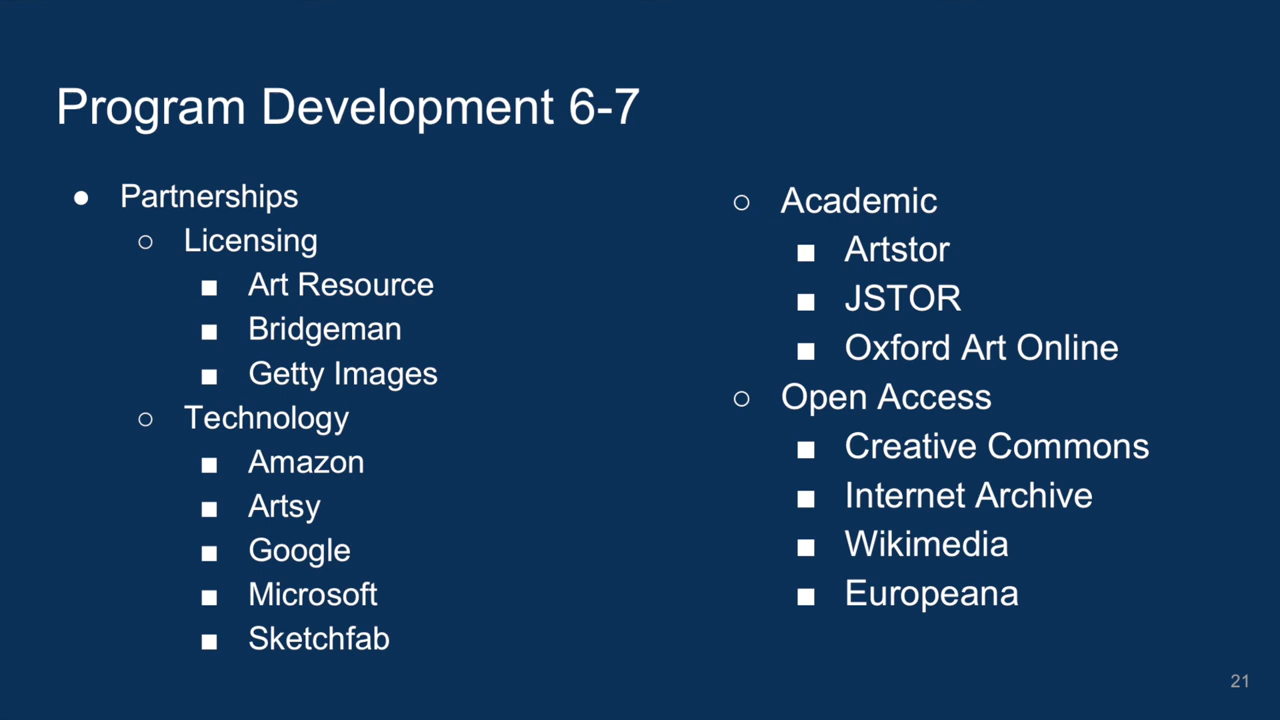 Program Development 6-7
● Partnerships
○ Licensing
■ Art Resource
■ Bridgeman
■ Getty Images
○ Technology
■ Amazon
■ Artsy
■ Google
■ Microsoft
■ Sketchfab
○ Academic
■ Artstor
■ JSTOR
■ Oxford Art Online
○ Open Access
■ Creative Commons
■ Internet Archive
■ Wikimedia
■ Europeana
21